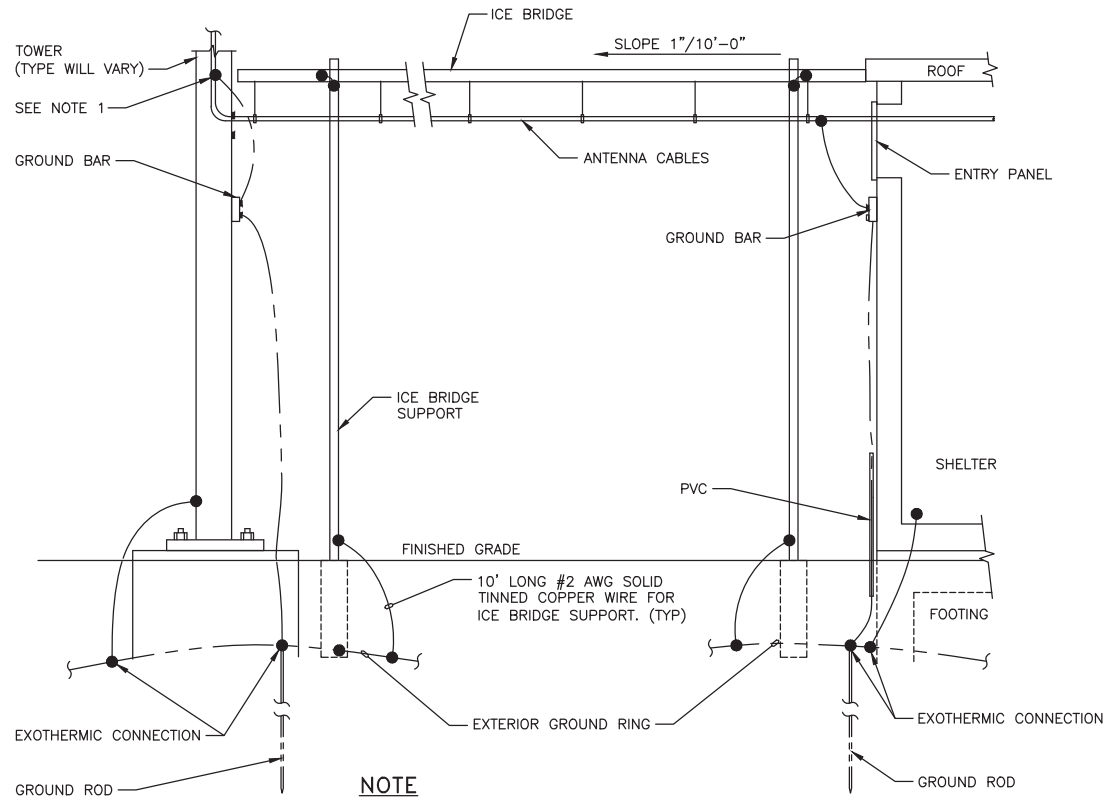 ICE BRIDGE
TOWER
(TYPE WILL VARY)
SLOPE 1"/10'-0"
ROOF
SEE NOTE 1
ANTENNA CABLES
GROUND BAR
ENTRY PANEL
GROUND BAR
ICE BRIDGE
SUPPORT
SHELTER
PVC
FINISHED GRADE
10' LONG #2 AWG SOLID
TINNED COPPER WIRE FOR
ICE BRIDGE SUPPORT. (TYP)
FOOTING
EXOTHERMIC CONNECTION
EXTERIOR GROUND RING
EXOTHERMIC CONNECTION
GROUND ROD
NOTE
GROUND ROD